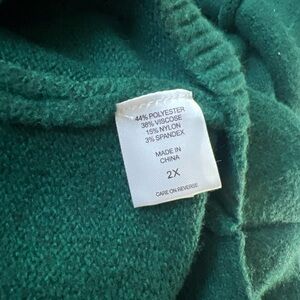 44% POLYESTER
38% VISCOSE
15% NYLON
3% SPANDEX
MADE IN
CHINA
2X
CARE ON REVERSE